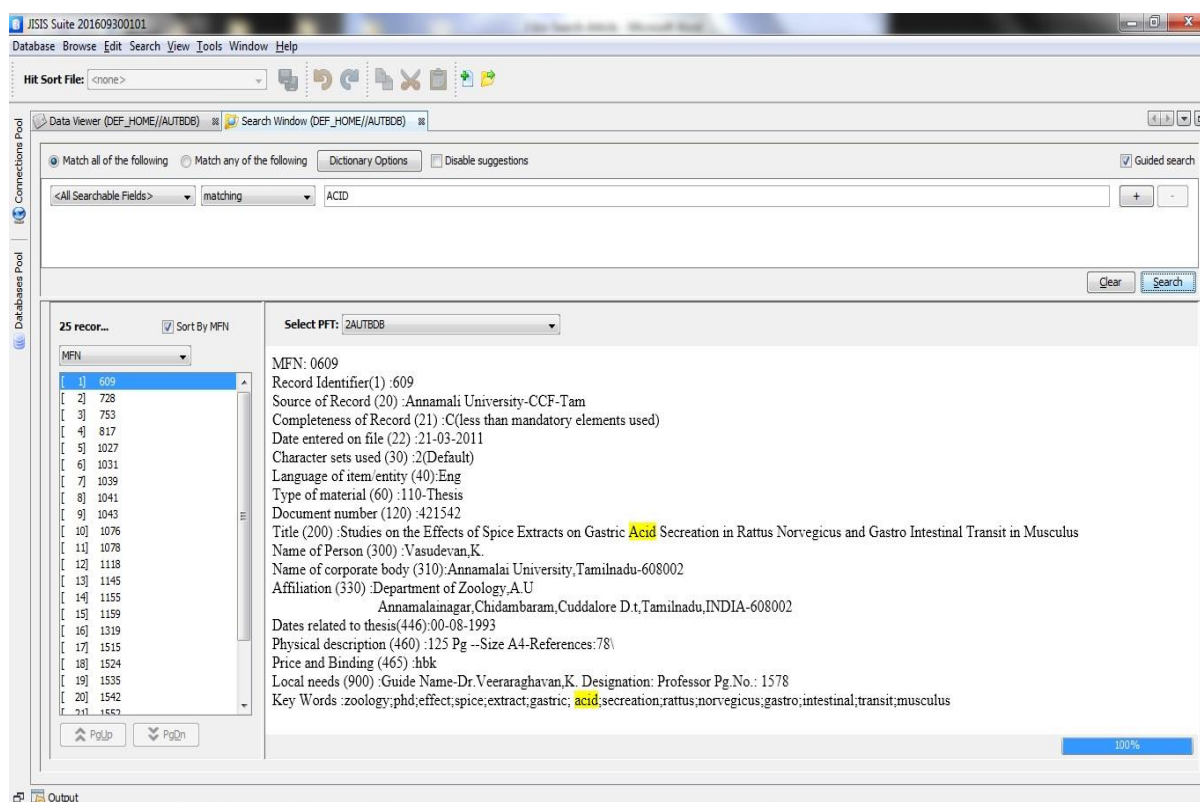 JISIS Suite 201609300101
Database Browse Edit Search View Tools Window Help
Hit Sort File: <none>
Data Viewer (DEF_HOME//AUTBDB) Search Window (DEF_HOME//AUTBDB)
Connections Pool
Databases Pool
Match all of the following Match any of the following Dictionary Options Disable suggestions Guided search
<All Searchable Fields> matching ACID + -
Clear Search
25 recor... Sort By MFN Select PFT: 2AUTBDB
MFN
[ 1] 609
[ 2] 728
[ 3] 753
[ 4] 817
[ 5] 1027
[ 6] 1031
[ 7] 1039
[ 8] 1041
[ 9] 1043
[ 10] 1076
[ 11] 1078
[ 12] 1118
[ 13] 1145
[ 14] 1155
[ 15] 1159
[ 16] 1319
[ 17] 1515
[ 18] 1524
[ 19] 1535
[ 20] 1542
[ 21] 1552
PgUp PgDn
MFN: 0609
Record Identifier(1) :609
Source of Record (20) :Annamali University-CCF-Tam
Completeness of Record (21) :C(less than mandatory elements used)
Date entered on file (22) :21-03-2011
Character sets used (30) :2(Default)
Language of item/entity (40):Eng
Type of material (60) :110-Thesis
Document number (120) :421542
Title (200) :Studies on the Effects of Spice Extracts on Gastric Acid Secreation in Rattus Norvegicus and Gastro Intestinal Transit in Musculus
Name of Person (300) :Vasudevan,K.
Name of corporate body (310):Annamalai University,Tamilnadu-608002
Affiliation (330) :Department of Zoology,A.U
Annamalainagar,Chidambaram,Cuddalore D.t,Tamilnadu,INDIA-608002
Dates related to thesis(446):00-08-1993
Physical description (460) :125 Pg --Size A4-References:78\
Price and Binding (465) :hbk
Local needs (900) :Guide Name-Dr.Veeraraghavan,K. Designation: Professor Pg.No.: 1578
Key Words :zoology;phd;effect;spice;extract;gastric; acid;secreation;rattus;norvegicus;gastro;intestinal;transit;musculus
100%
Output